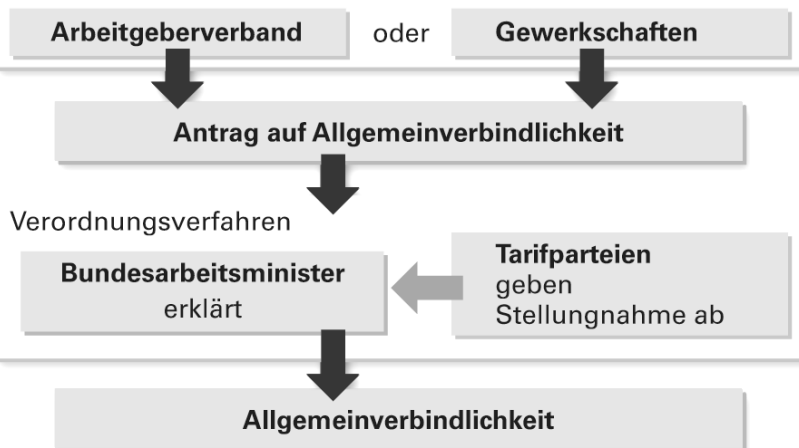 Arbeitgeberverband oder Gewerkschaften
Antrag auf Allgemeinverbindlichkeit
Verordnungsverfahren
Bundesarbeitsminister
erklärt
Tarifparteien
geben
Stellungnahme ab
Allgemeinverbindlichkeit